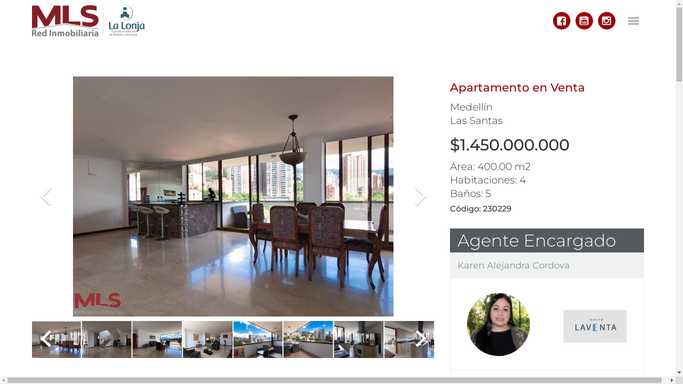 MLS
Red Inmobiliaria
La Lonja
Apartamento en Venta
Medellín
Las Santas
$1.450.000.000
Área: 400.00 m2
Habitaciones: 4
Baños: 5
Código: 230229
Agente Encargado
Karen Alejandra Cordova
MLS
LAVENTA